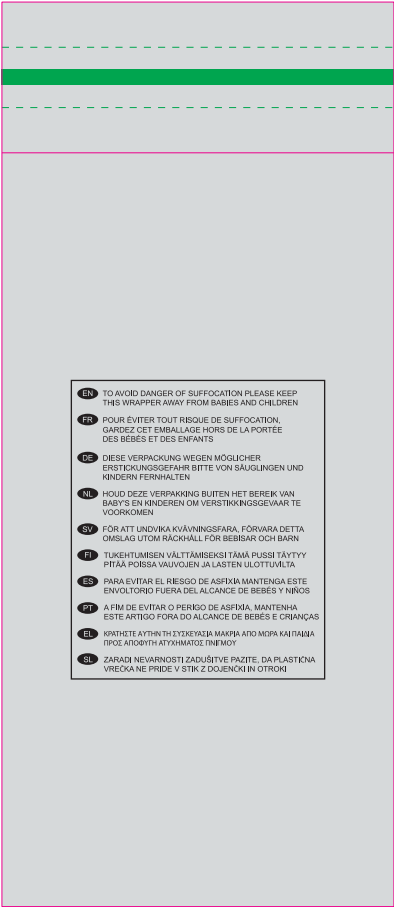 EN TO AVOID DANGER OF SUFFOCATION PLEASE KEEP
THIS WRAPPER AWAY FROM BABIES AND CHILDREN
FR POUR ÉVITER TOUT RISQUE DE SUFFOCATION,
GARDEZ CET EMBALLAGE HORS DE LA PORTÉE
DES BÉBÉS ET DES ENFANTS
DE DIESE VERPACKUNG WEGEN MÖGLICHER
ERSTICKUNGSGEFAHR BITTE VON SÄUGLINGEN UND
KINDERN FERNHALTEN
NL HOUD DEZE VERPAKKING BUITEN HET BEREIK VAN
BABY'S EN KINDEREN OM VERSTIKKINGSGEVAAR TE
VOORKOMEN
SV FÖR ATT UNDVIKA KVÄVNINGSFARA, FÖRVARA DETTA
OMSLAG UTOM RÄCKHÅLL FÖR BEBISAR OCH BARN
FI TUKEHTUMISEN VÄLTTÄMISEKSI TÄMÄ PUSSI TÄYTYY
PITÄÄ POISSA VAUVOJEN JA LASTEN ULOTTUVILTA
ES PARA EVITAR EL RIESGO DE ASFIXIA MANTENGA ESTE
ENVOLTORIO FUERA DEL ALCANCE DE BEBÉS Y NIÑOS
PT A FIM DE EVITAR O PERIGO DE ASFIXIA, MANTENHA
ESTE ARTIGO FORA DO ALCANCE DE BEBÉS E CRIANÇAS
EL ΚΡΑΤΗΣΤΕ ΑΥΤΗΝ ΤΗ ΣΥΣΚΕΥΑΣΙΑ ΜΑΚΡΙΑ ΑΠΟ ΜΩΡΑ ΚΑΙ ΠΑΙΔΙΑ
ΠΡΟΣ ΑΠΟΦΥΓΗ ΑΤΥΧΗΜΑΤΟΣ ΠΝΙΓΜΟΥ
SL ZARADI NEVARNOSTI ZADUŠITVE PAZITE, DA PLASTIČNA
VREČKA NE PRIDE V STIK Z DOJENČKI IN OTROKI